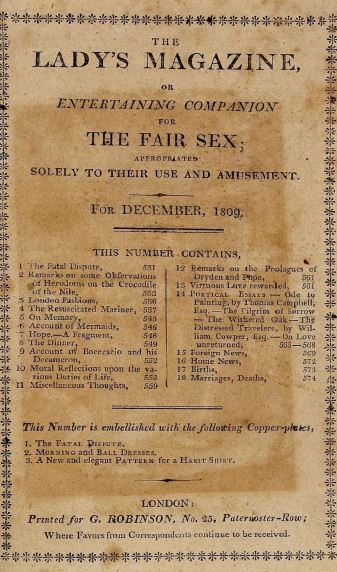 THE
LADY'S MAGAZINE,
OR
ENTERTAINING COMPANION
FOR
THE FAIR SEX;
APPROPRIATED
SOLELY TO THEIR USE AND AMUSEMENT.
FOR DECEMBER, 1809.
THIS NUMBER CONTAINS,
1 The Fatal Dispute, 531
2 Remarks on some Observations
of Herodotus on the Crocodile
of the Nile, 535
3 London Fashions, 536
4 The Resuscitated Mariner, 537
5 On Memory, 543
6 Account of Mermaids, 546
7 Hope,—A Fragment, 548
8 The Dinner, 549
9 Account of Boccaccio and his
Decameron, 552
10 Moral Reflections upon the various
Duties of Life, 552
11 Miscellaneous Thoughts, 559
12 Remarks on the Prologues of
Dryden and Pope, 561
13 Virtuous Love rewarded, 561
14 POETICAL ESSAYS — Ode to
Painting, by Thomas Campbell,
Esq.—The Pilgrim of Sorrow
—The Withered Oak—The
Distressed Travelers, by William
Cowper, Esq.—On Love
unreturned, 565—568
15 Foreign News, 569
16 Home News, 572
17 Births, 573
18 Marriages, Deaths, 574
This Number is embellished with the following Copper-plates,
1. THE FATAL DISPUTE.
2. MORNING and BALL DRESSES.
3. A New and elegant PATTERN for a HABIT SHIRT.
LONDON:
Printed for G. ROBINSON, No. 25, Paternoster-Row;
Where Favors from Correspondents continue to be received.